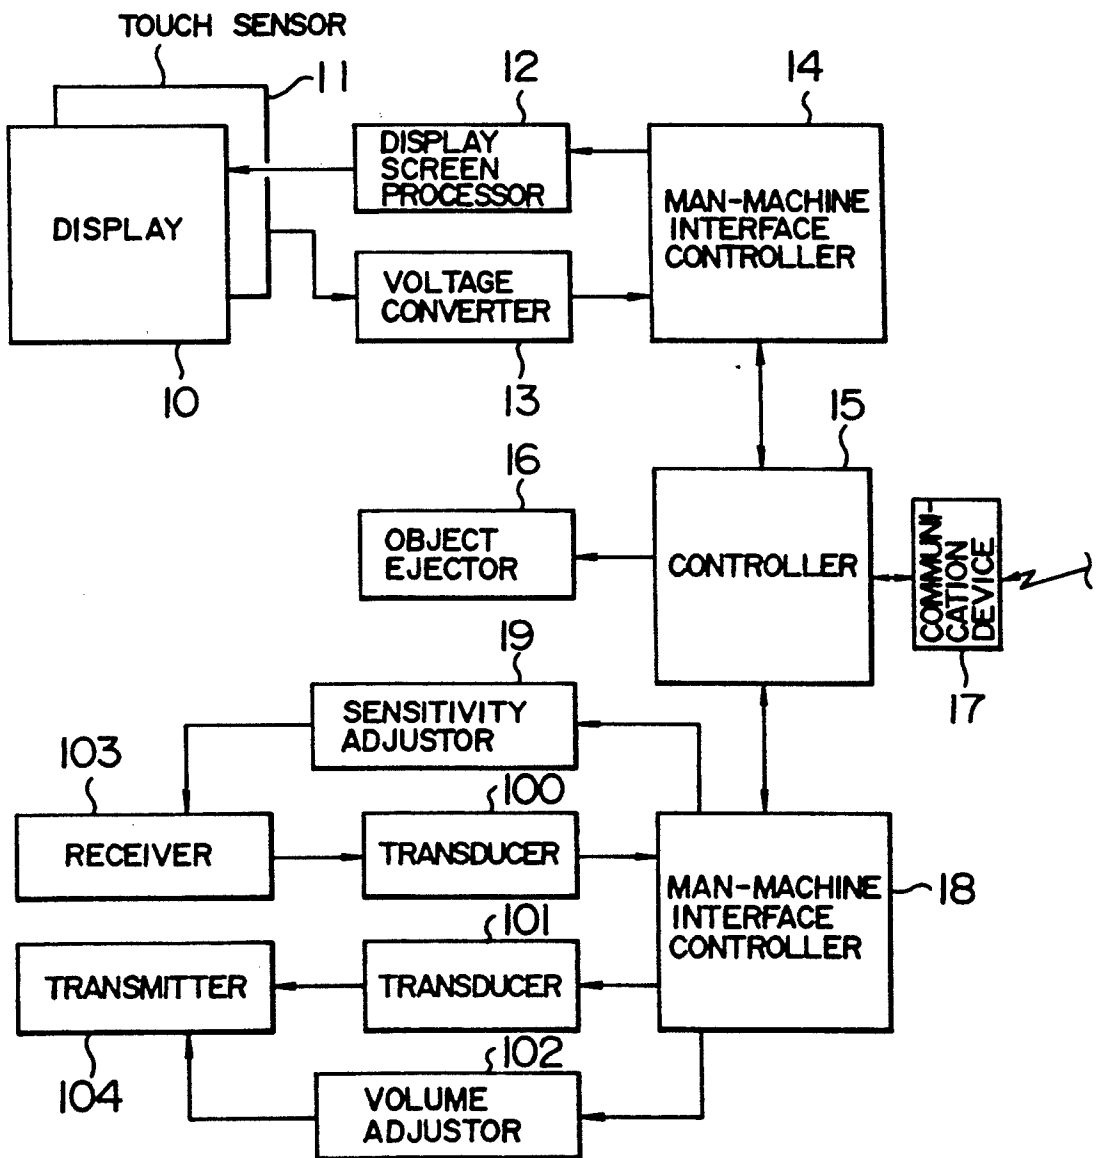 TOUCH SENSOR
11
12
14
DISPLAY
SCREEN
PROCESSOR
DISPLAY
MAN-MACHINE
INTERFACE
CONTROLLER
VOLTAGE
CONVERTER
10
13
15
16
OBJECT
EJECTOR
CONTROLLER
COMMUNI-
CATION
DEVICE
17
19
SENSITIVITY
ADJUSTOR
103
100
RECEIVER
TRANSDUCER
MAN-MACHINE
INTERFACE
CONTROLLER
18
101
TRANSMITTER
TRANSDUCER
104
102
VOLUME
ADJUSTOR